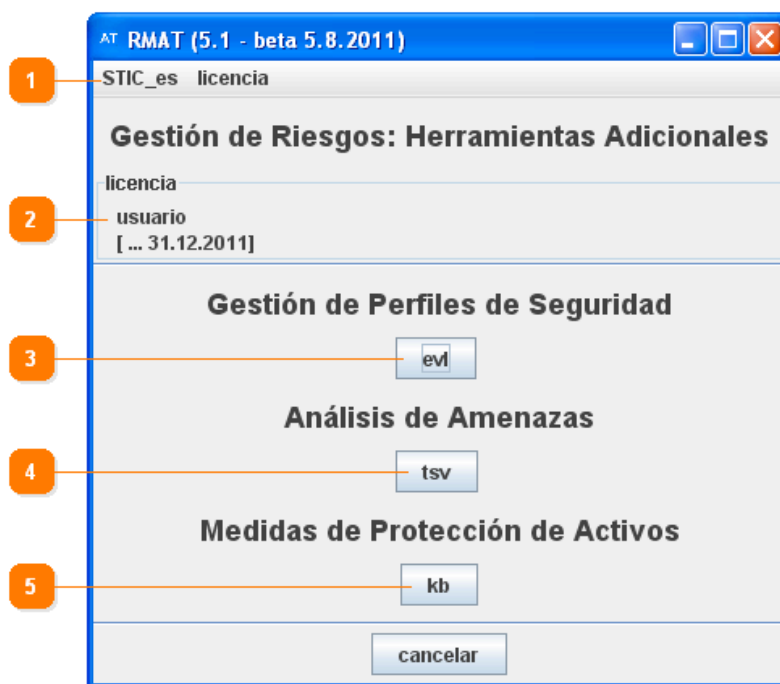 AT RMAT (5.1 - beta 5.8.2011)
1
STIC_es licencia
Gestión de Riesgos: Herramientas Adicionales
licencia
2
usuario
[ ... 31.12.2011]
Gestión de Perfiles de Seguridad
3
evl
Análisis de Amenazas
4
tsv
Medidas de Protección de Activos
5
kb
cancelar